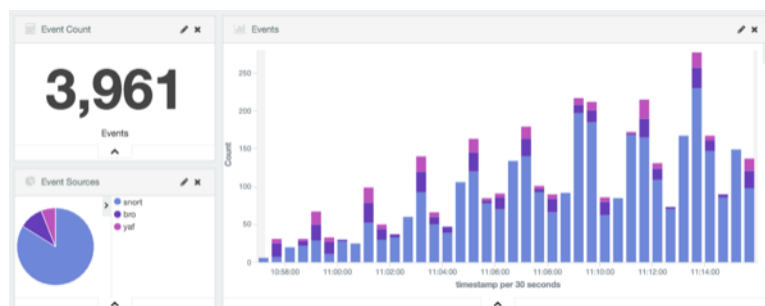 Event Count
3,961
Events
Event Sources
snort
bro
yaf
Events
Count
250
200
150
100
50
0
10:58:00 11:00:00 11:02:00 11:04:00 11:06:00 11:08:00 11:10:00 11:12:00 11:14:00
timestamp per 30 seconds